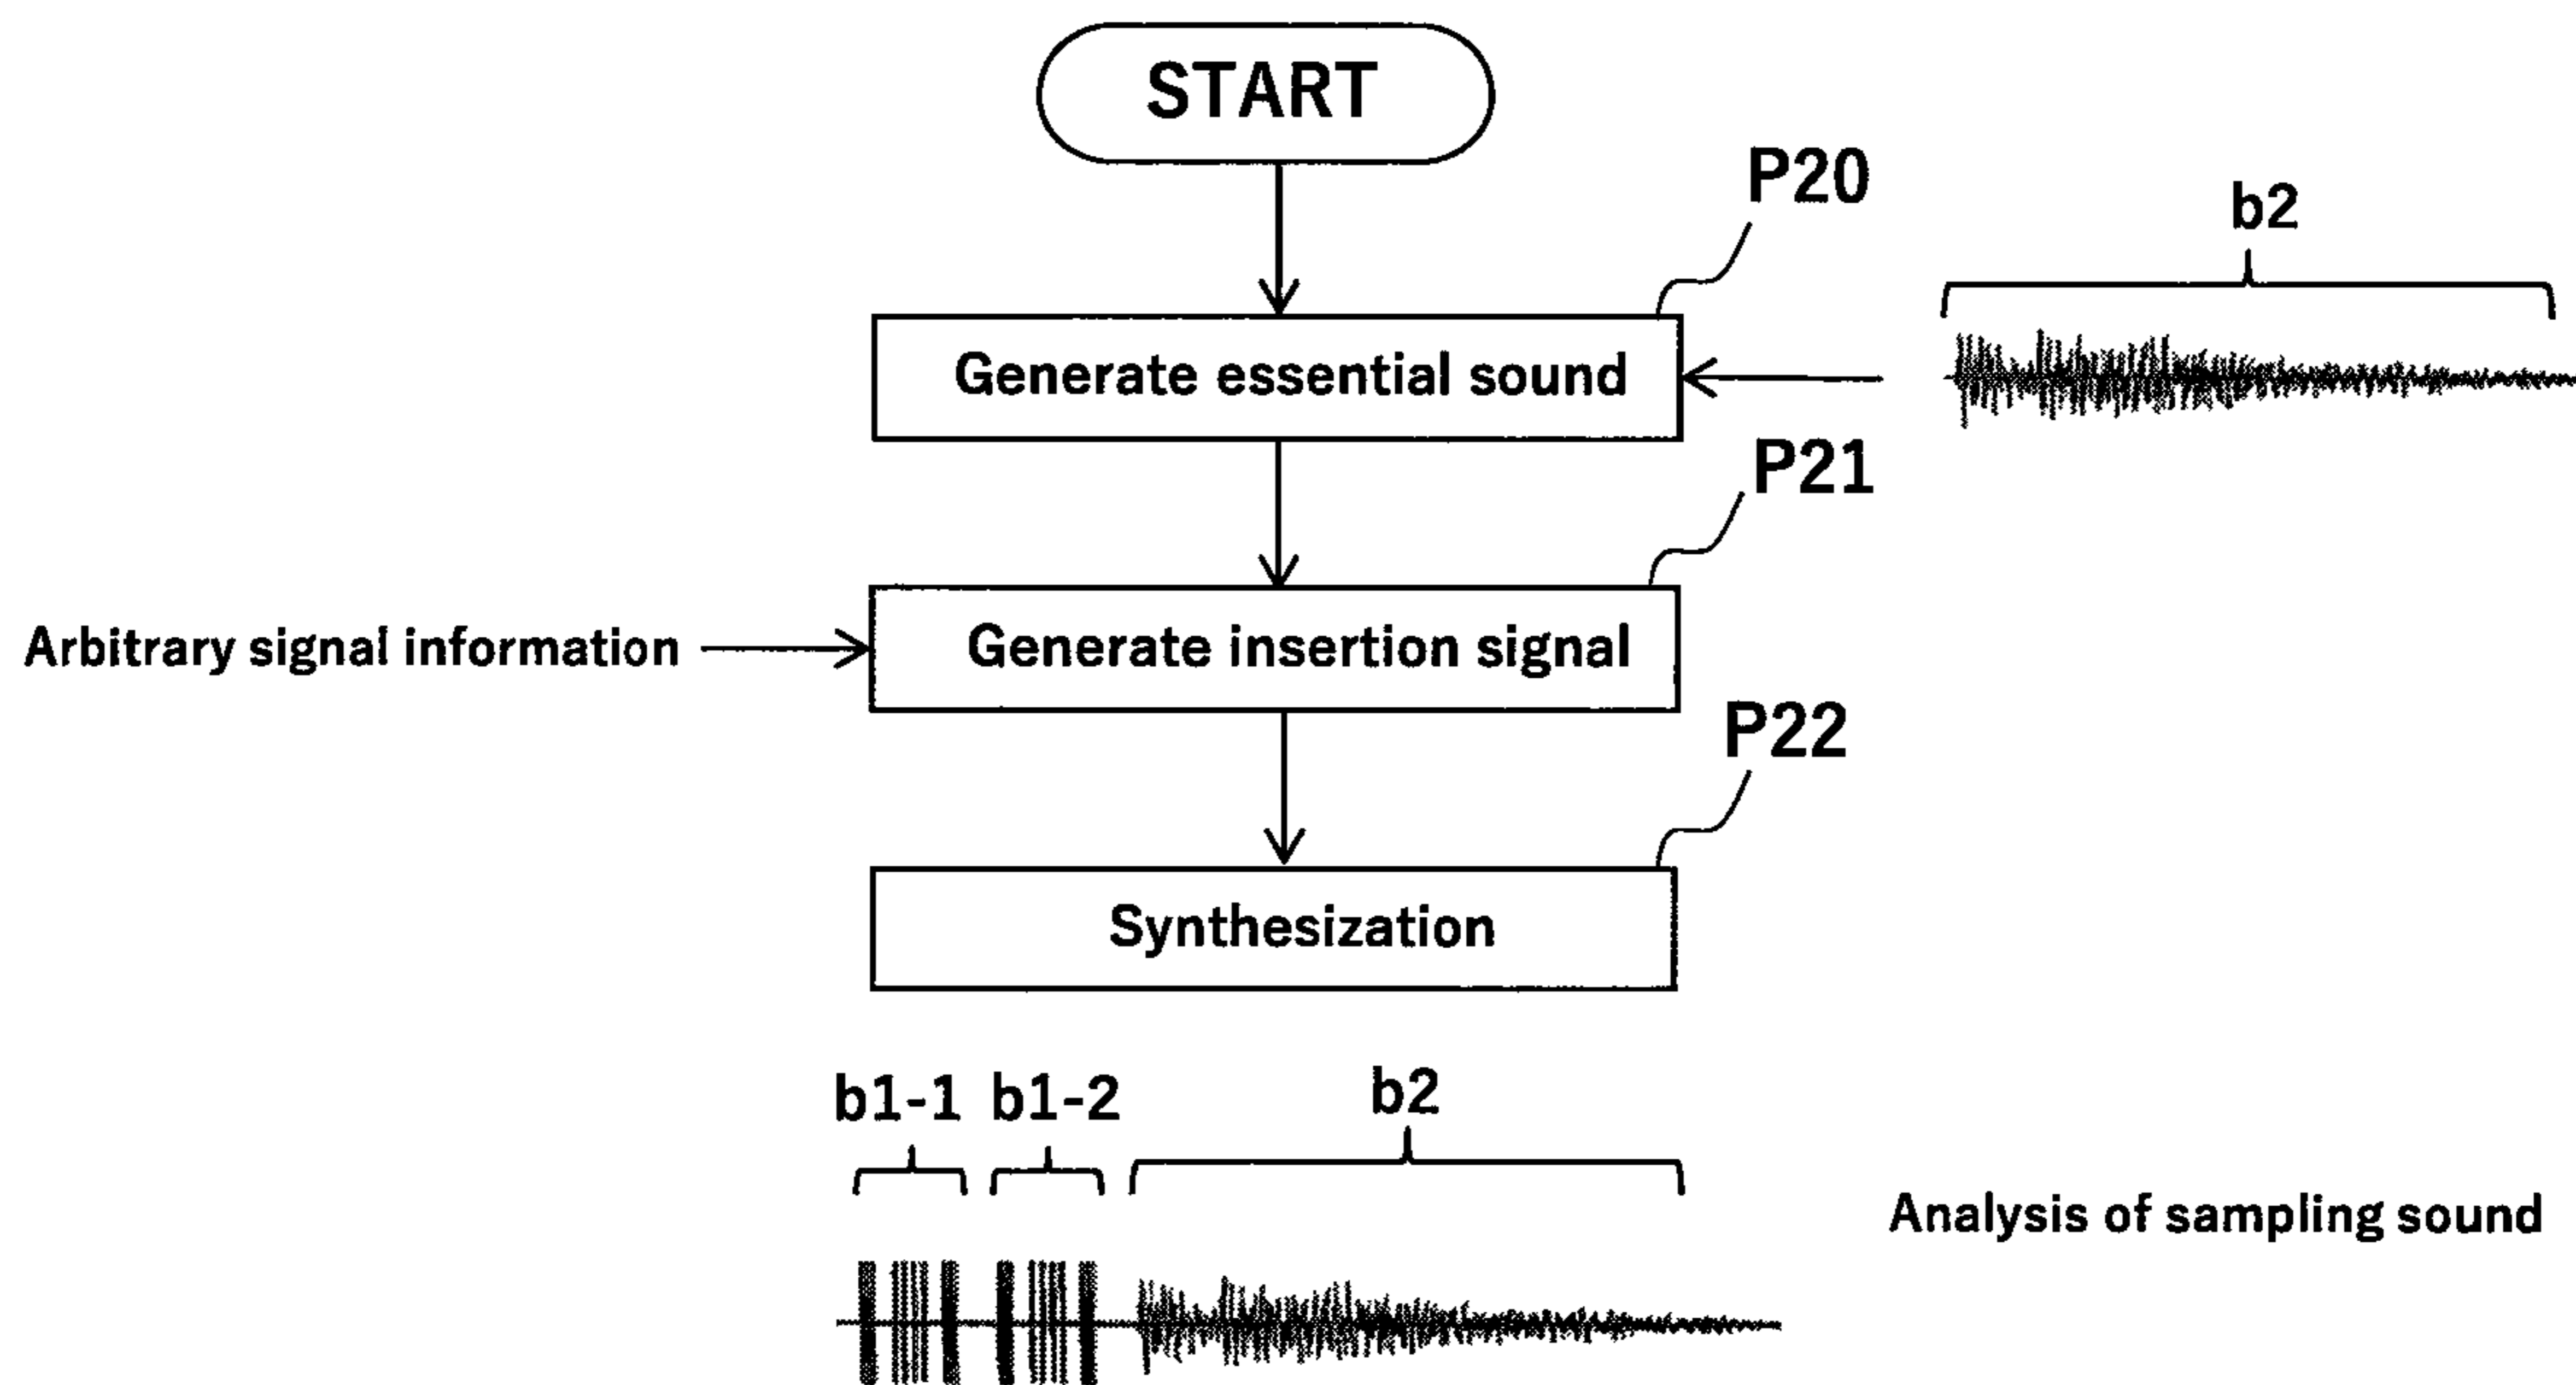 START
P20
b2
Generate essential sound
P21
Arbitrary signal information
Generate insertion signal
P22
Synthesization
b1-1 b1-2 b2
Analysis of sampling sound